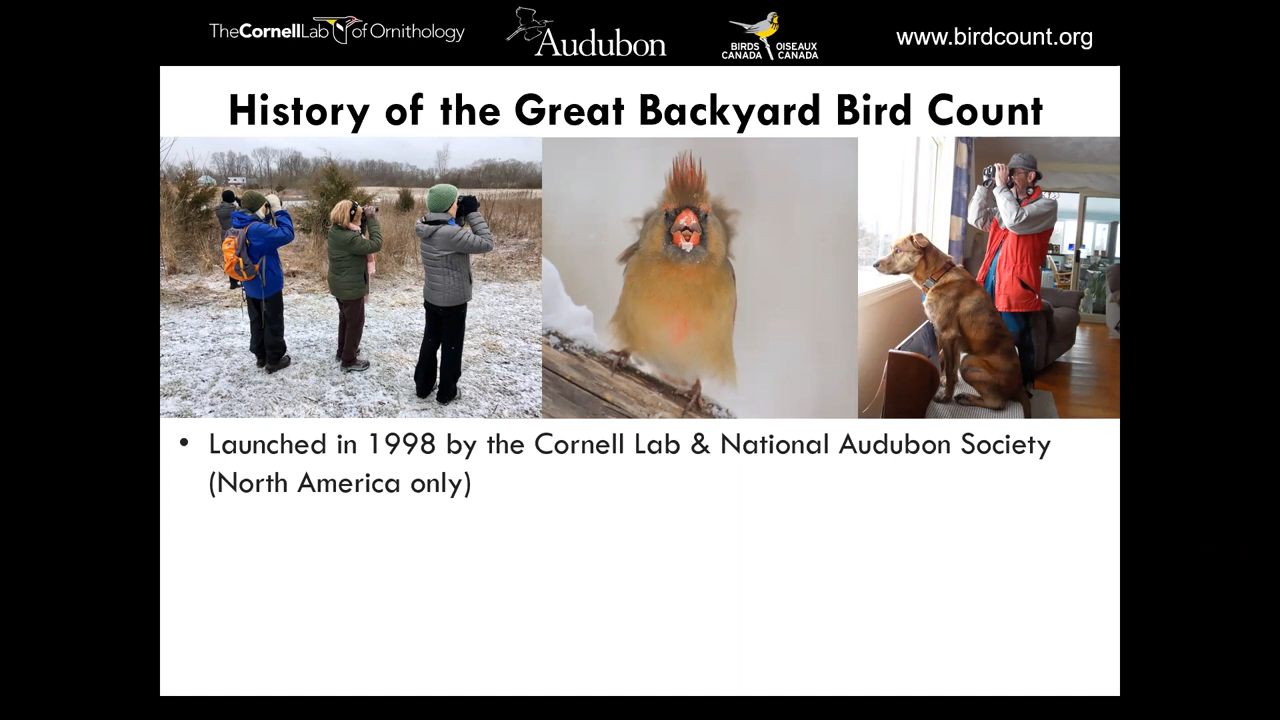 TheCornellLab of Ornithology
Audubon
BIRDS CANADA
OISEAUX CANADA
www.birdcount.org
History of the Great Backyard Bird Count
• Launched in 1998 by the Cornell Lab & National Audubon Society
(North America only)